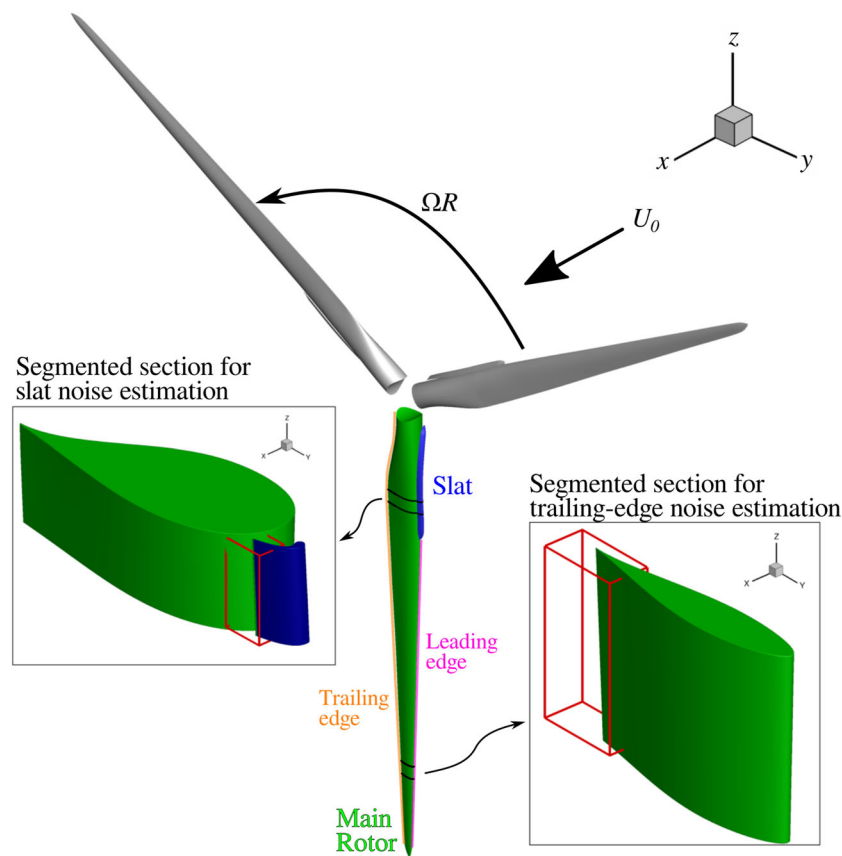 z
x
y
ΩR
U₀
Segmented section for
slat noise estimation
Z
X
Y
Slat
Segmented section for
trailing-edge noise estimation
Z
X
Y
Leading
edge
Trailing
edge
Main
Rotor